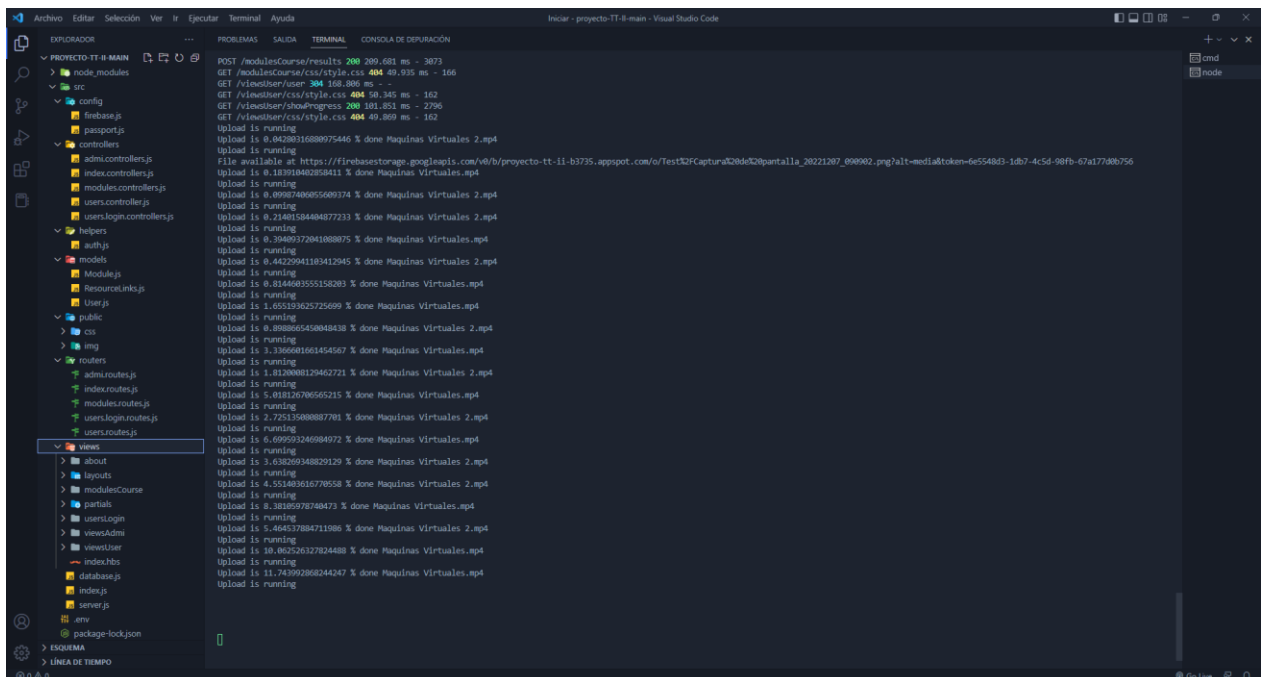 Archivo Editar Selección Ver Ir Ejecutar Terminal Ayuda
Iniciar - proyecto-TT-II-main - Visual Studio Code
EXPLORADOR
PROYECTO-TT-II-MAIN
node_modules
src
config
firebase.js
passport.js
controllers
admi.controllers.js
index.controllers.js
modules.controllers.js
users.controller.js
users.login.controllers.js
helpers
auth.js
models
Module.js
ResourceLinks.js
User.js
public
css
img
routers
admi.routes.js
index.routes.js
modules.routes.js
users.login.routes.js
users.routes.js
views
about
layouts
modulesCourse
partials
usersLogin
viewsAdmi
viewsUser
index.hbs
database.js
index.js
server.js
.env
package-lock.json
ESQUEMA
LÍNEA DE TIEMPO
PROBLEMAS SALIDA TERMINAL CONSOLA DE DEPURACIÓN
POST /modulesCourse/results 200 209.681 ms - 3073
GET /modulesCourse/css/style.css 404 49.935 ms - 166
GET /viewsUser/user 304 168.806 ms - -
GET /viewsUser/css/style.css 404 50.345 ms - 162
GET /viewsUser/showProgress 200 101.851 ms - 2796
GET /viewsUser/css/style.css 404 49.869 ms - 162
Upload is running
Upload is 0.04280316880975446 % done Maquinas Virtuales 2.mp4
Upload is running
File available at https://firebasestorage.googleapis.com/v0/b/proyecto-tt-ii-b3735.appspot.com/o/Test%2FCaptura%20de%20pantalla_20221207_090902.png?alt=media&token=6e5548d3-1db7-4c5d-98fb-67a177d0b756
Upload is 0.183910402858411 % done Maquinas Virtuales.mp4
Upload is running
Upload is 0.09987406055609374 % done Maquinas Virtuales 2.mp4
Upload is running
Upload is 0.21401584404877233 % done Maquinas Virtuales 2.mp4
Upload is running
Upload is 0.39409372041088075 % done Maquinas Virtuales.mp4
Upload is running
Upload is 0.44229941103412945 % done Maquinas Virtuales 2.mp4
Upload is running
Upload is 0.8144603555158203 % done Maquinas Virtuales.mp4
Upload is running
Upload is 1.655193625725699 % done Maquinas Virtuales.mp4
Upload is running
Upload is 0.8988665450048438 % done Maquinas Virtuales 2.mp4
Upload is running
Upload is 3.3366601661454567 % done Maquinas Virtuales.mp4
Upload is running
Upload is 1.8120008129462721 % done Maquinas Virtuales 2.mp4
Upload is running
Upload is 5.018126706565215 % done Maquinas Virtuales.mp4
Upload is running
Upload is 2.725135080887701 % done Maquinas Virtuales 2.mp4
Upload is running
Upload is 6.699593246984972 % done Maquinas Virtuales.mp4
Upload is running
Upload is 3.638269348829129 % done Maquinas Virtuales 2.mp4
Upload is running
Upload is 4.551403616770558 % done Maquinas Virtuales 2.mp4
Upload is running
Upload is 8.38105978740473 % done Maquinas Virtuales.mp4
Upload is running
Upload is 5.464537884711986 % done Maquinas Virtuales 2.mp4
Upload is running
Upload is 10.062526327824488 % done Maquinas Virtuales.mp4
Upload is running
Upload is 11.743992868244247 % done Maquinas Virtuales.mp4
Upload is running
cmd
node
Go Live